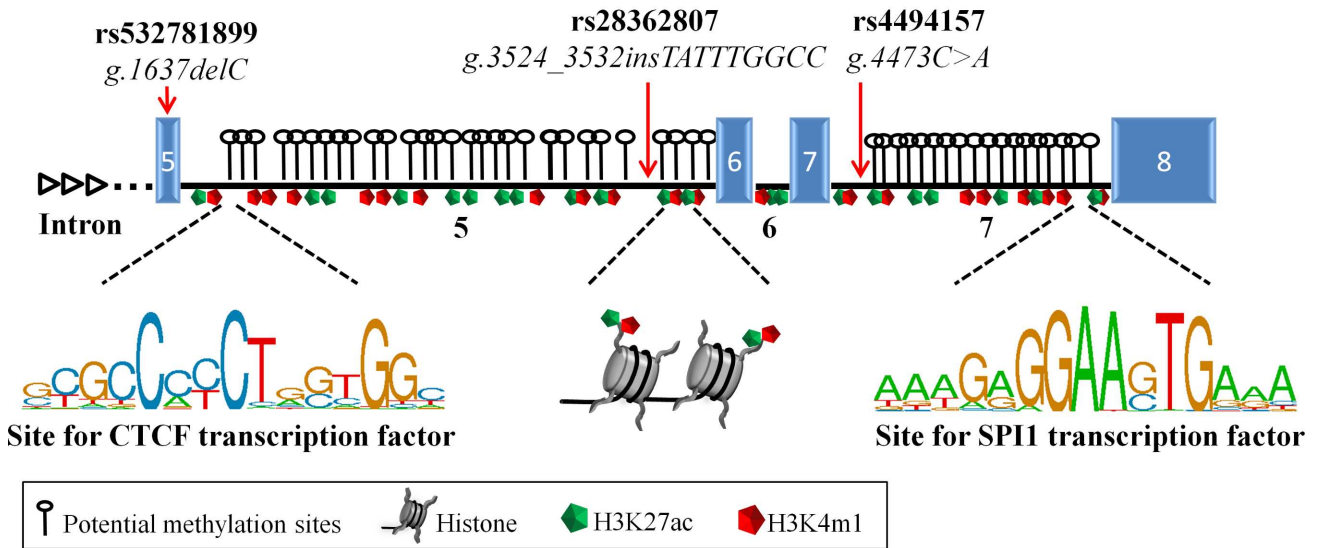 rs532781899
g.1637delC
rs28362807
g.3524_3532insTATTTGGCC
rs4494157
g.4473C>A
5
6
7
8
Intron
5
6
7
Site for CTCF transcription factor
Site for SPI1 transcription factor
Potential methylation sites
Histone
H3K27ac
H3K4m1